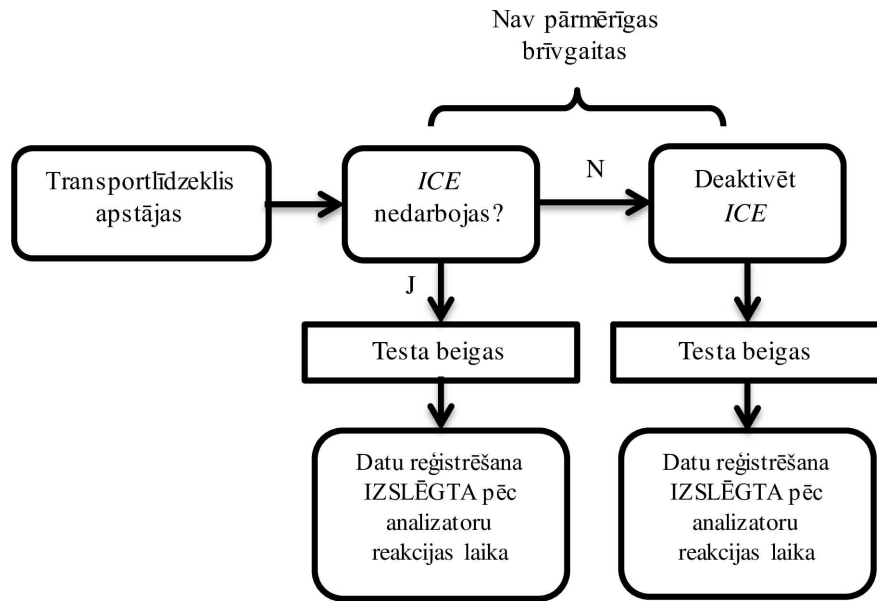 Nav pārmērīgas
brīvgaitas
Transportlīdzeklis
apstājas
ICE
nedarbojas?
N
Deaktivēt
ICE
J
Testa beigas
Testa beigas
Datu reģistrēšana
IZSLĒGTA pēc
analizatoru
reakcijas laika
Datu reģistrēšana
IZSLĒGTA pēc
analizatoru
reakcijas laika